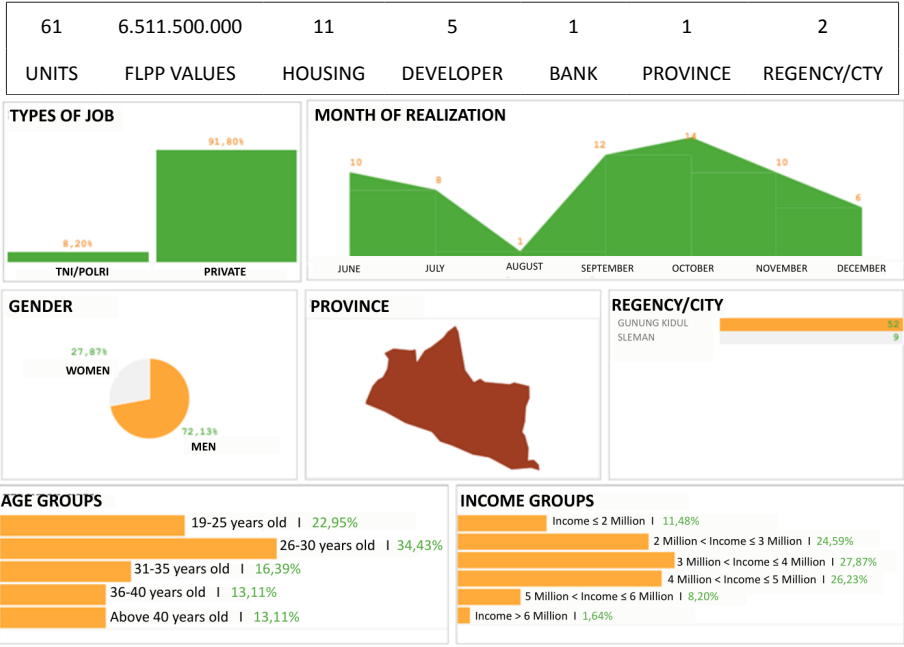 61 6.511.500.000 11 5 1 1 2
UNITS FLPP VALUES HOUSING DEVELOPER BANK PROVINCE REGENCY/CTY
TYPES OF JOB
91,80%
8,20%
TNI/POLRI PRIVATE
MONTH OF REALIZATION
10 8 1 12 14 10 6
JUNE JULY AUGUST SEPTEMBER OCTOBER NOVEMBER DECEMBER
GENDER
27,87%
WOMEN
72,13%
MEN
PROVINCE
REGENCY/CITY
GUNUNG KIDUL 52
SLEMAN 9
AGE GROUPS
19-25 years old I 22,95%
26-30 years old I 34,43%
31-35 years old I 16,39%
36-40 years old I 13,11%
Above 40 years old I 13,11%
INCOME GROUPS
Income ≤ 2 Million I 11,48%
2 Million < Income ≤ 3 Million I 24,59%
3 Million < Income ≤ 4 Million I 27,87%
4 Million < Income ≤ 5 Million I 26,23%
5 Million < Income ≤ 6 Million I 8,20%
Income > 6 Million I 1,64%